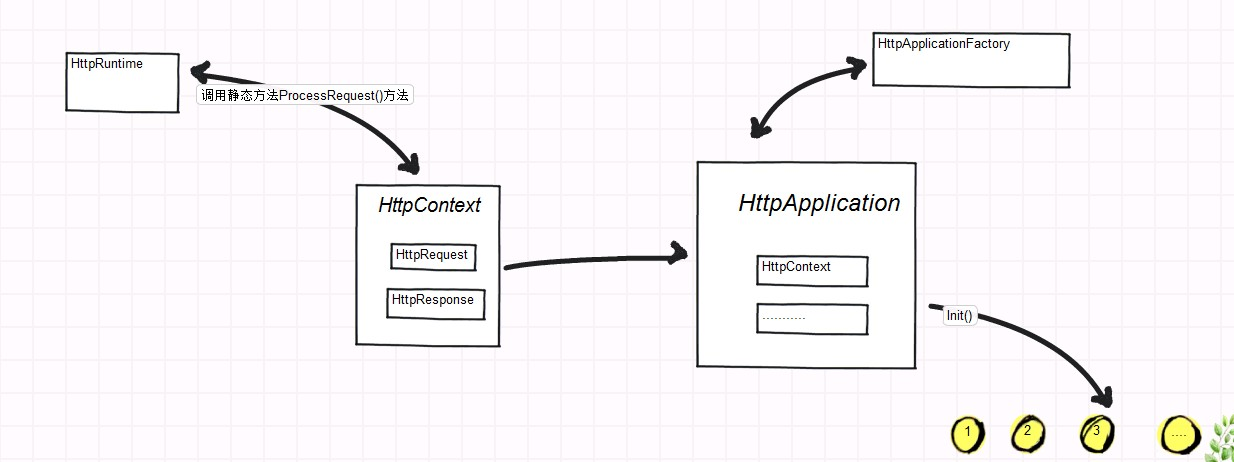 HttpRuntime
HttpApplicationFactory
调用静态方法ProcessRequest()方法
HttpContext
HttpRequest
HttpResponse
HttpApplication
HttpContext
..........
Init()
1
2
3
....